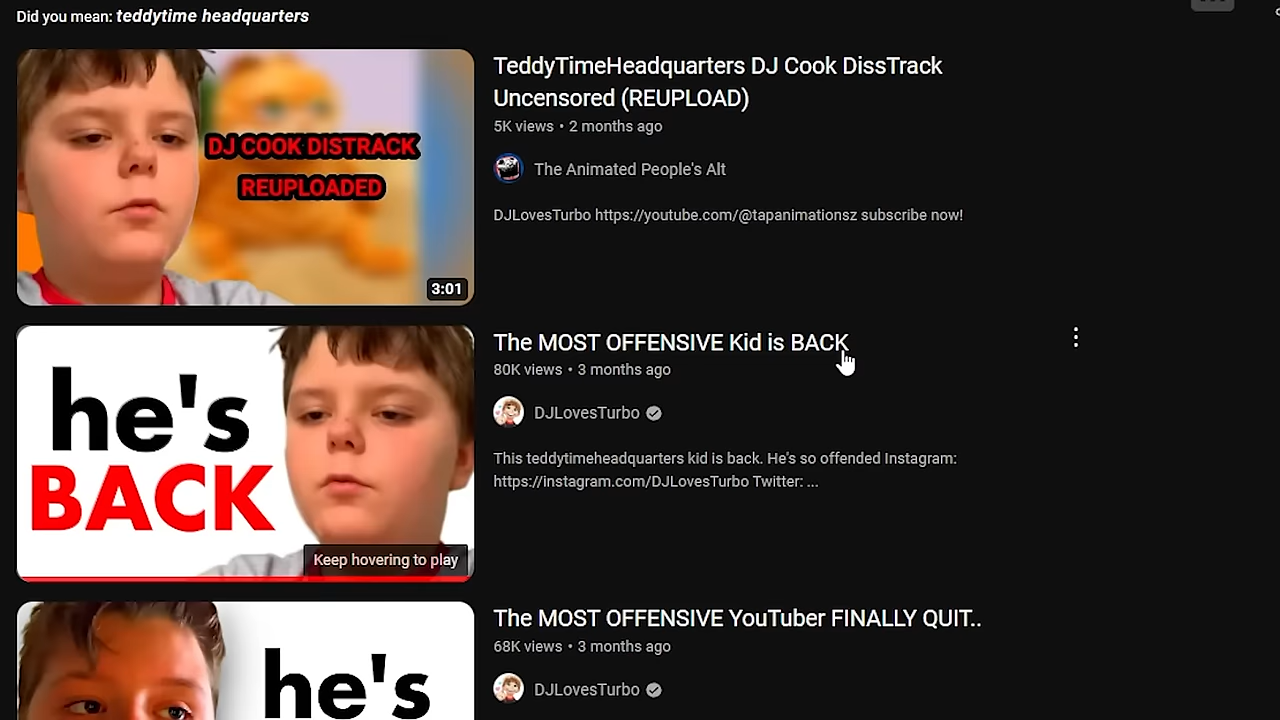 Did you mean: teddytime headquarters
DJ COOK DISTRACK
REUPLOADED
3:01
TeddyTimeHeadquarters DJ Cook DissTrack
Uncensored (REUPLOAD)
5K views • 2 months ago
The Animated People's Alt
DJLovesTurbo https://youtube.com/@tapanimationsz subscribe now!
he's
BACK
Keep hovering to play
The MOST OFFENSIVE Kid is BACK
80K views • 3 months ago
DJLovesTurbo
This teddytimeheadquarters kid is back. He's so offended Instagram:
https://instagram.com/DJLovesTurbo Twitter: ...
he's
The MOST OFFENSIVE YouTuber FINALLY QUIT..
68K views • 3 months ago
DJLovesTurbo